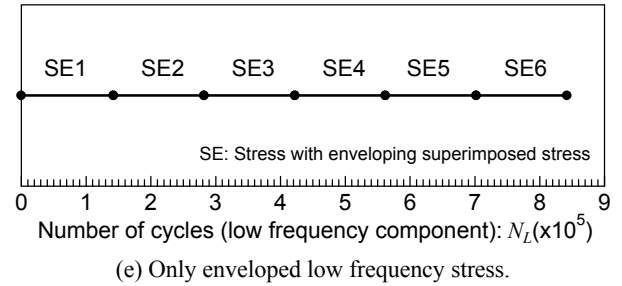 SE1 SE2 SE3 SE4 SE5 SE6
SE: Stress with enveloping superimposed stress
0 1 2 3 4 5 6 7 8 9
Number of cycles (low frequency component): N_L(x10^5)
(e) Only enveloped low frequency stress.